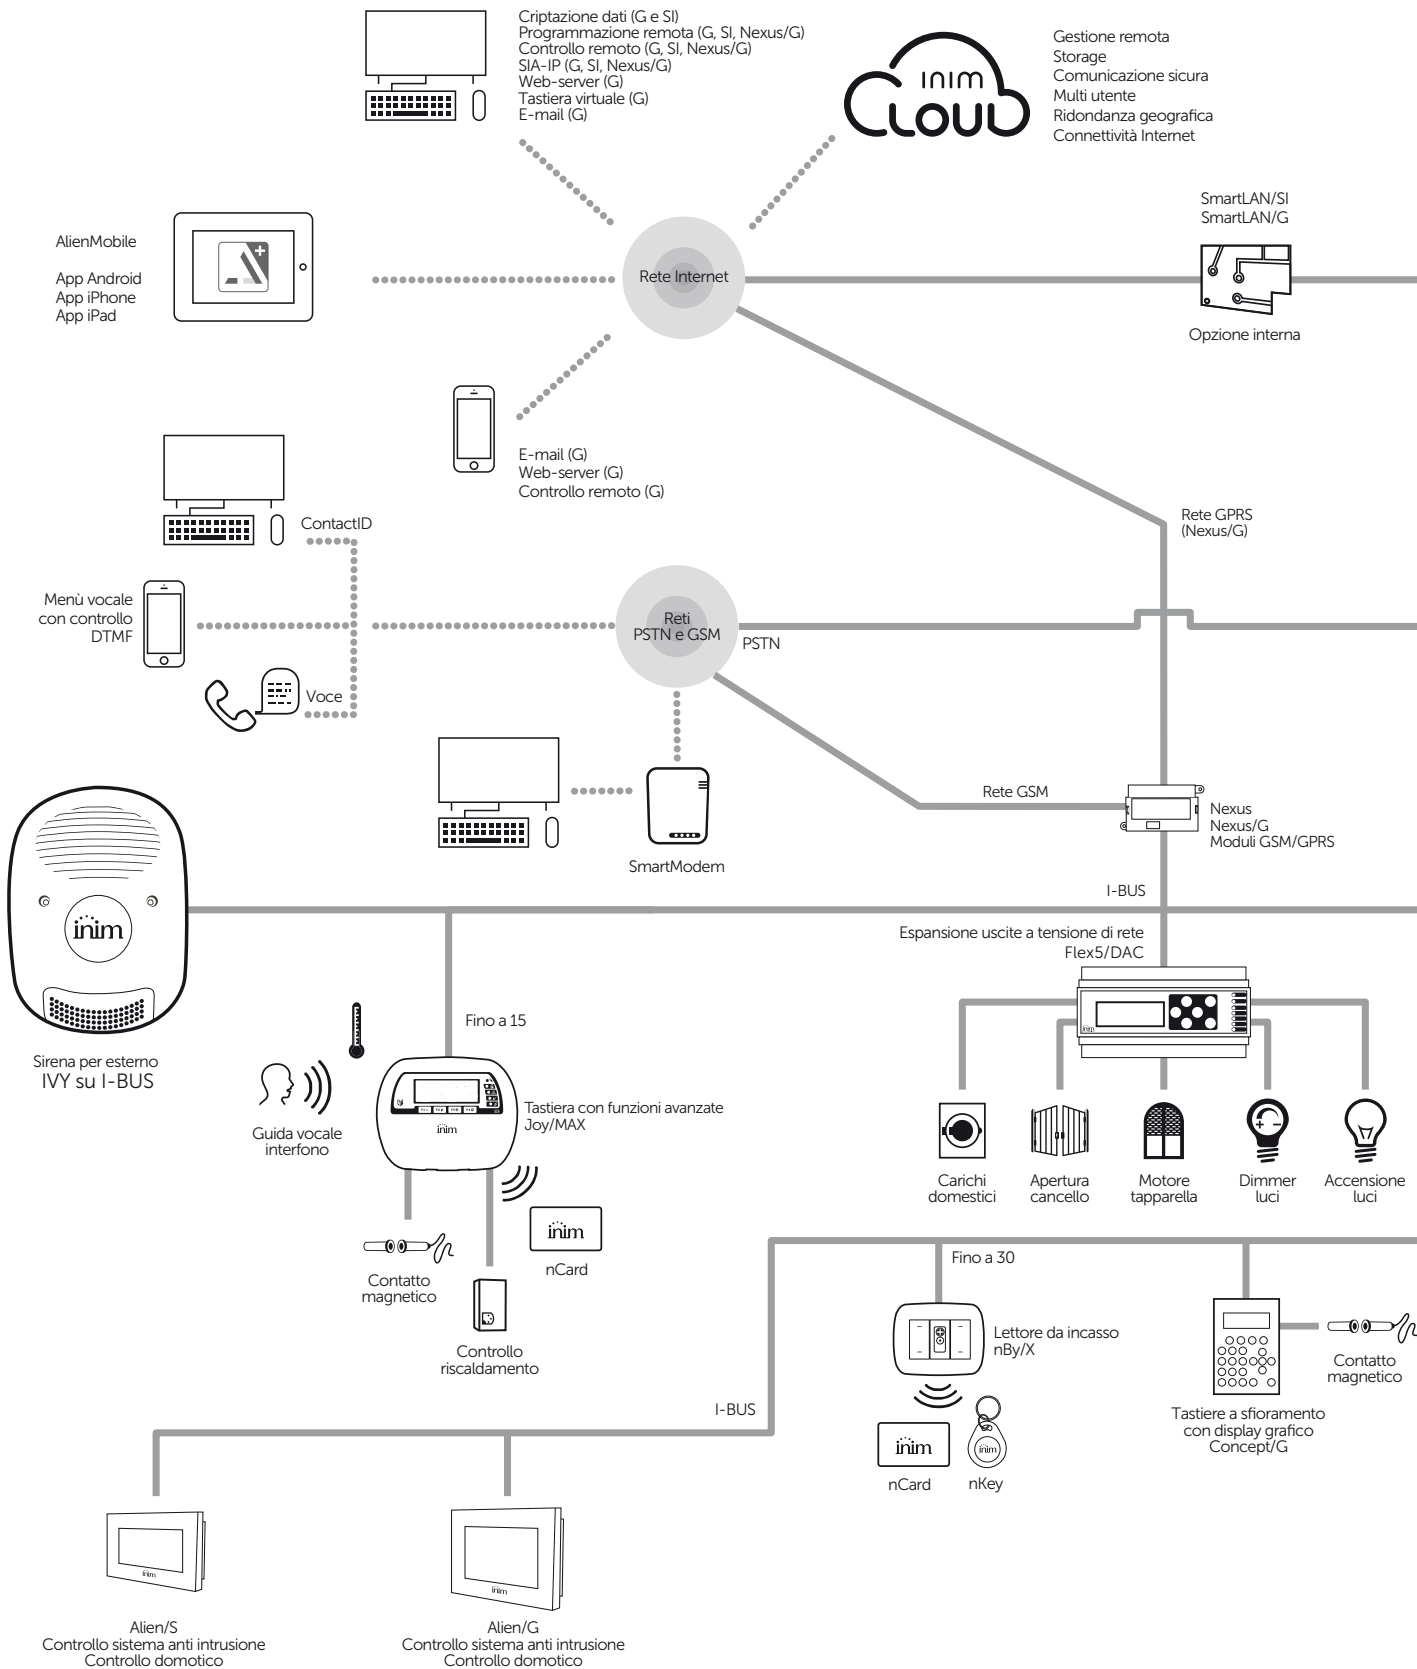 Criptazione dati (G e SI)
Programmazione remota (G, SI, Nexus/G)
Controllo remoto (G, SI, Nexus/G)
SIA-IP (G, SI, Nexus/G)
Web-server (G)
Tastiera virtuale (G)
E-mail (G)
inim
CLOUD
Gestione remota
Storage
Comunicazione sicura
Multi utente
Ridondanza geografica
Connettività Internet
SmartLAN/SI
SmartLAN/G
Opzione interna
AlienMobile
App Android
App iPhone
App iPad
Rete Internet
E-mail (G)
Web-server (G)
Controllo remoto (G)
Rete GPRS
(Nexus/G)
ContactID
Menù vocale
con controllo
DTMF
Voce
Reti
PSTN e GSM
PSTN
Rete GSM
Nexus
Nexus/G
Moduli GSM/GPRS
SmartModem
I-BUS
inim
Sirena per esterno
IVY su I-BUS
Espansione uscite a tensione di rete
Flex5/DAC
inim
Fino a 15
Guida vocale
interfono
inim
Tastiera con funzioni avanzate
Joy/MAX
Carichi
domestici
Apertura
cancello
Motore
tapparella
Dimmer
luci
Accensione
luci
inim
nCard
Contatto
magnetico
Controllo
riscaldamento
Fino a 30
Lettore da incasso
nBy/X
inim
nCard
inim
nKey
Contatto
magnetico
Tastiere a sfioramento
con display grafico
Concept/G
I-BUS
inim
Alien/S
Controllo sistema anti intrusione
Controllo domotico
inim
Alien/G
Controllo sistema anti intrusione
Controllo domotico